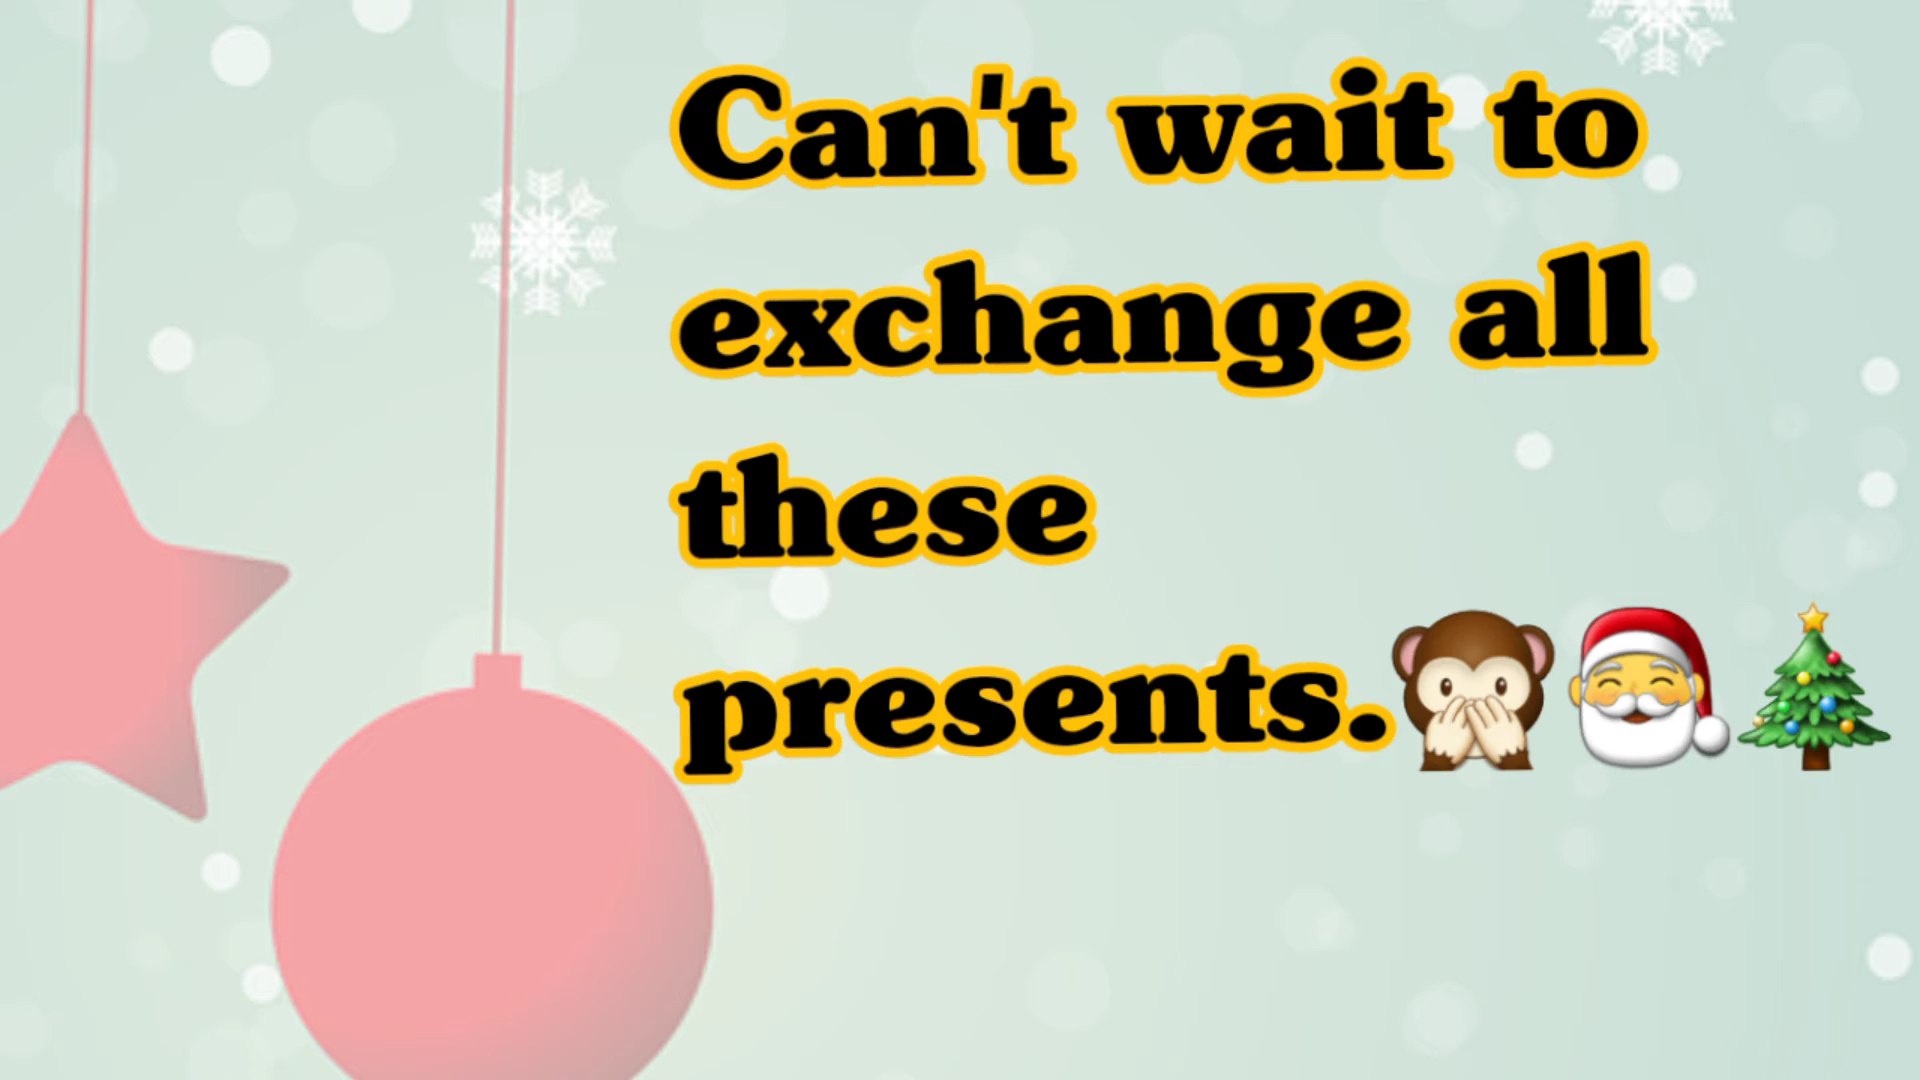 Can't wait to
exchange all
these
presents.🙊🎅🎄